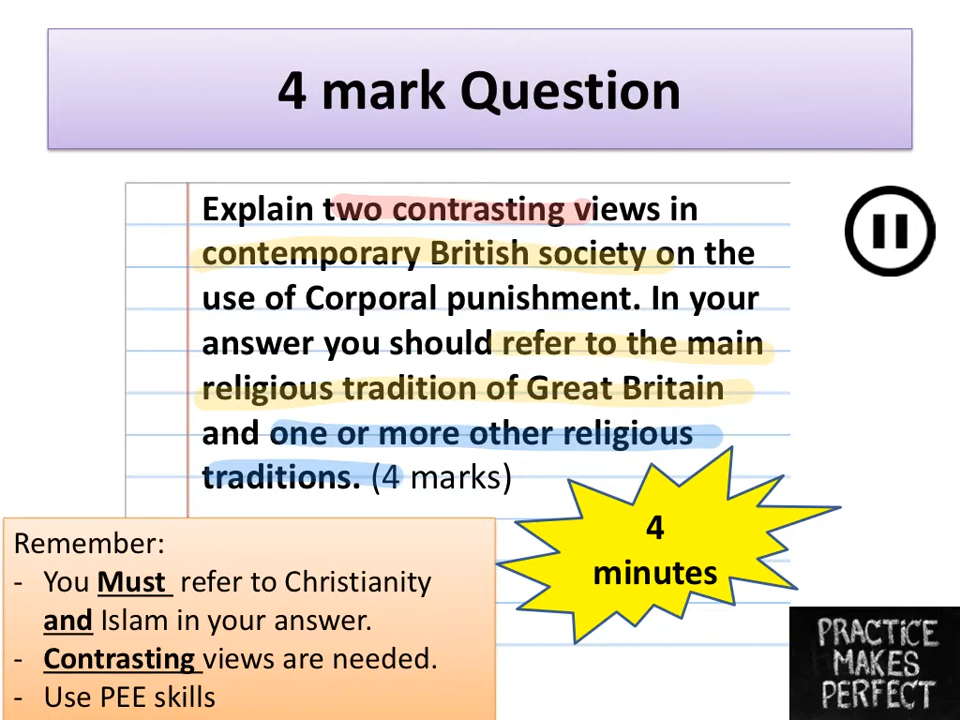 4 mark Question
Explain two contrasting views in
contemporary British society on the
use of Corporal punishment. In your
answer you should refer to the main
religious tradition of Great Britain
and one or more other religious
traditions. (4 marks)
4
minutes
Remember:
- You Must refer to Christianity
and Islam in your answer.
- Contrasting views are needed.
- Use PEE skills
PRACTICE
MAKES
PERFECT